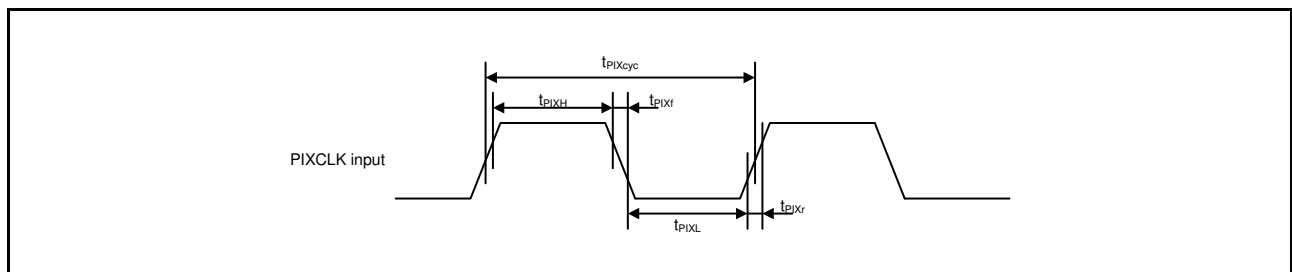 tPIXcyc
tPIXH
tPIXf
PIXCLK input
tPIXL
tPIXr